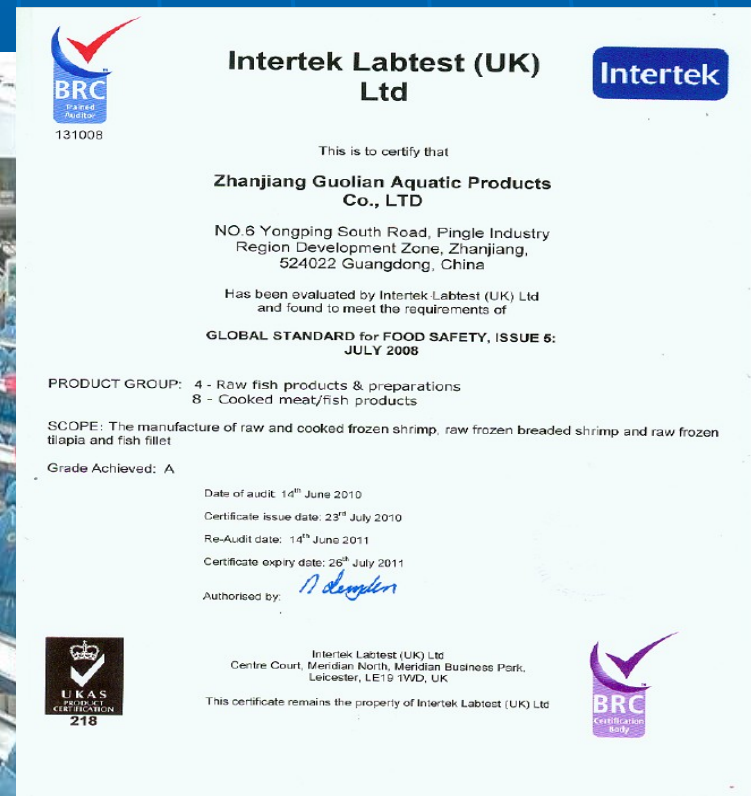 BRC
Trained
Auditor
131008
Intertek Labtest (UK)
Ltd
Intertek
This is to certify that
Zhanjiang Guolian Aquatic Products
Co., LTD
NO.6 Yongping South Road, Pingle Industry
Region Development Zone, Zhanjiang,
524022 Guangdong, China
Has been evaluated by Intertek Labtest (UK) Ltd
and found to meet the requirements of
GLOBAL STANDARD for FOOD SAFETY, ISSUE 5:
JULY 2008
PRODUCT GROUP: 4 - Raw fish products & preparations
8 - Cooked meat/fish products
SCOPE: The manufacture of raw and cooked frozen shrimp, raw frozen breaded shrimp and raw frozen
tilapia and fish fillet
Grade Achieved: A
Date of audit: 14th June 2010
Certificate issue date: 23rd July 2010
Re-Audit date: 14th June 2011
Certificate expiry date: 26th July 2011
Authorised by:
UKAS
PRODUCT
CERTIFICATION
218
Intertek Labtest (UK) Ltd
Centre Court, Meridian North, Meridian Business Park,
Leicester, LE19 1WD, UK
This certificate remains the property of Intertek Labtest (UK) Ltd
BRC
Certification
Body